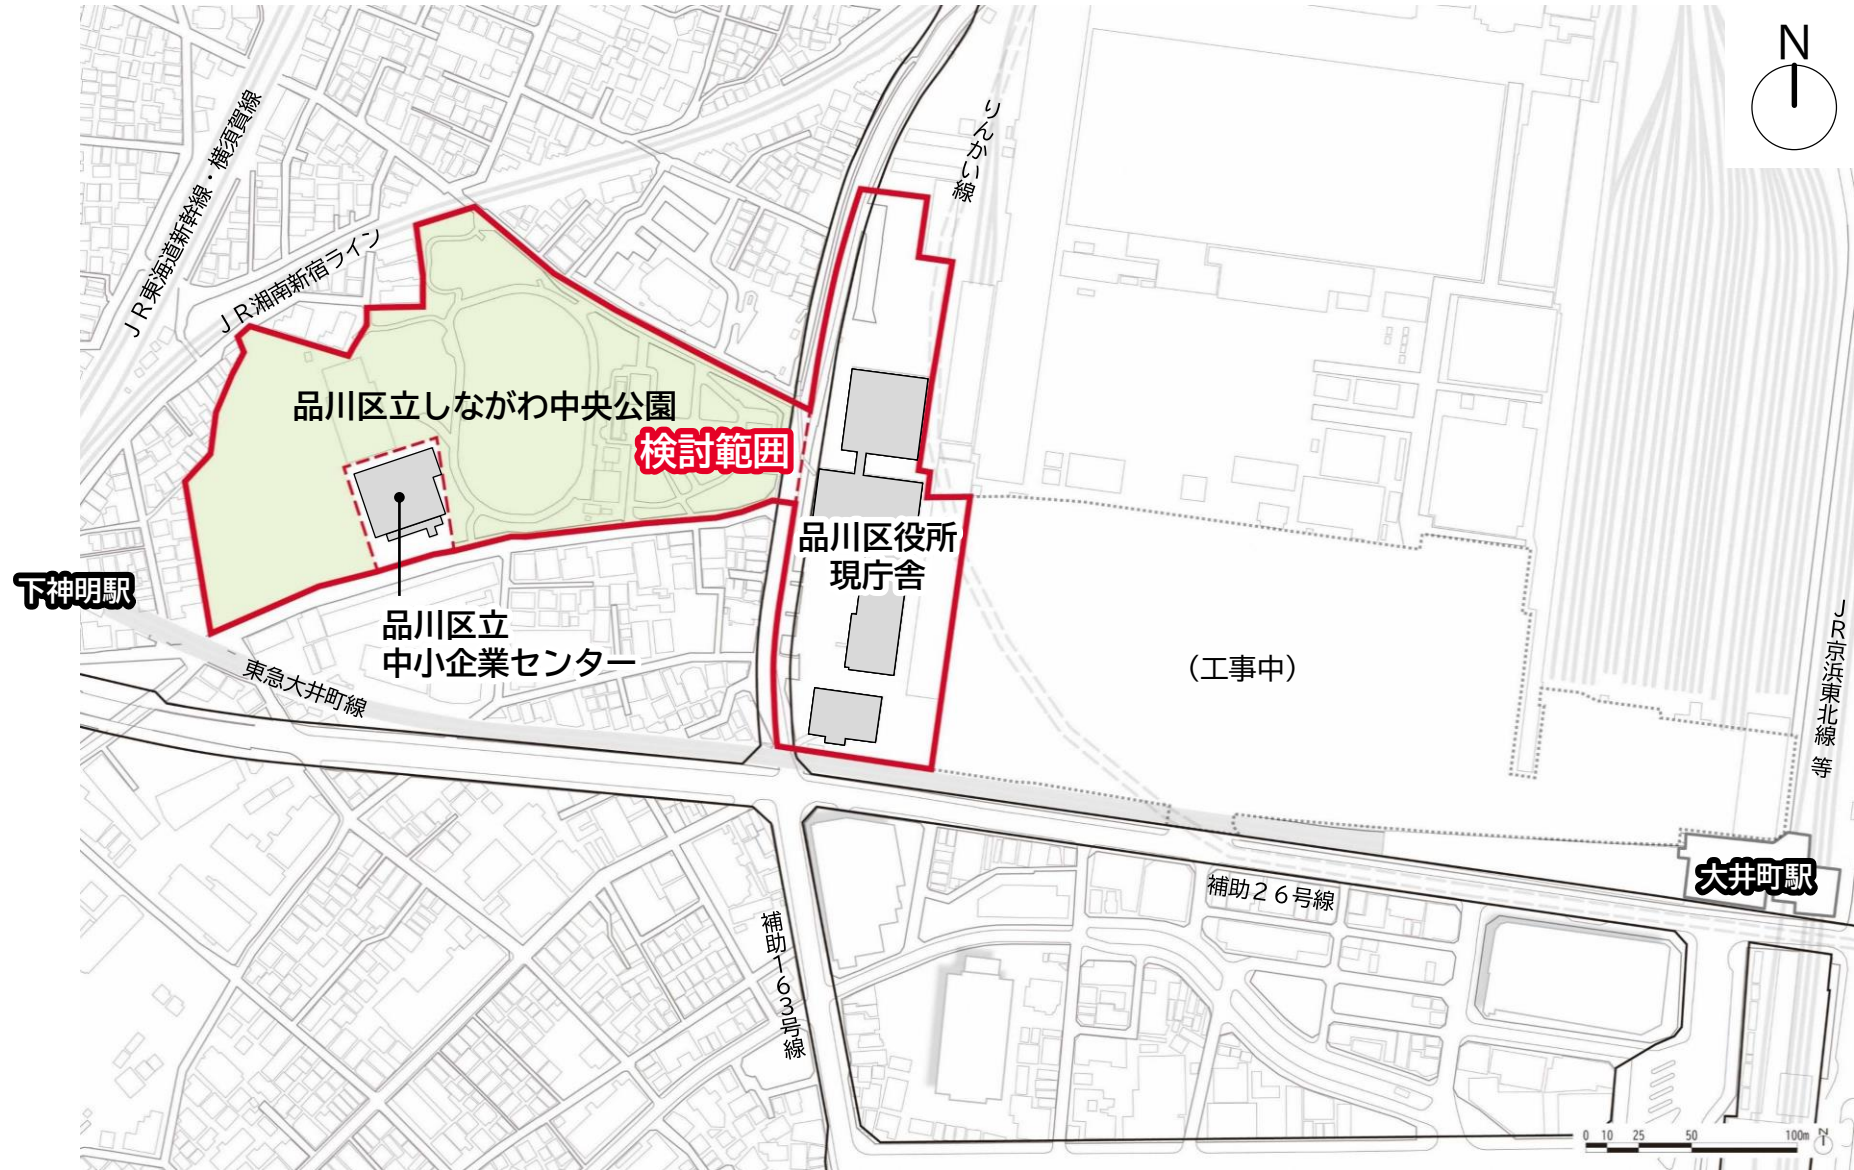 N
りんかい線
ＪＲ東海道新幹線・横須賀線
ＪＲ湘南新宿ライン
品川区立しながわ中央公園
検討範囲
品川区役所
現庁舎
下神明駅
品川区立
中小企業センター
東急大井町線
（工事中）
ＪＲ京浜東北線 等
大井町駅
補助２６号線
補助１６３号線
0 10 25 50 100m
N